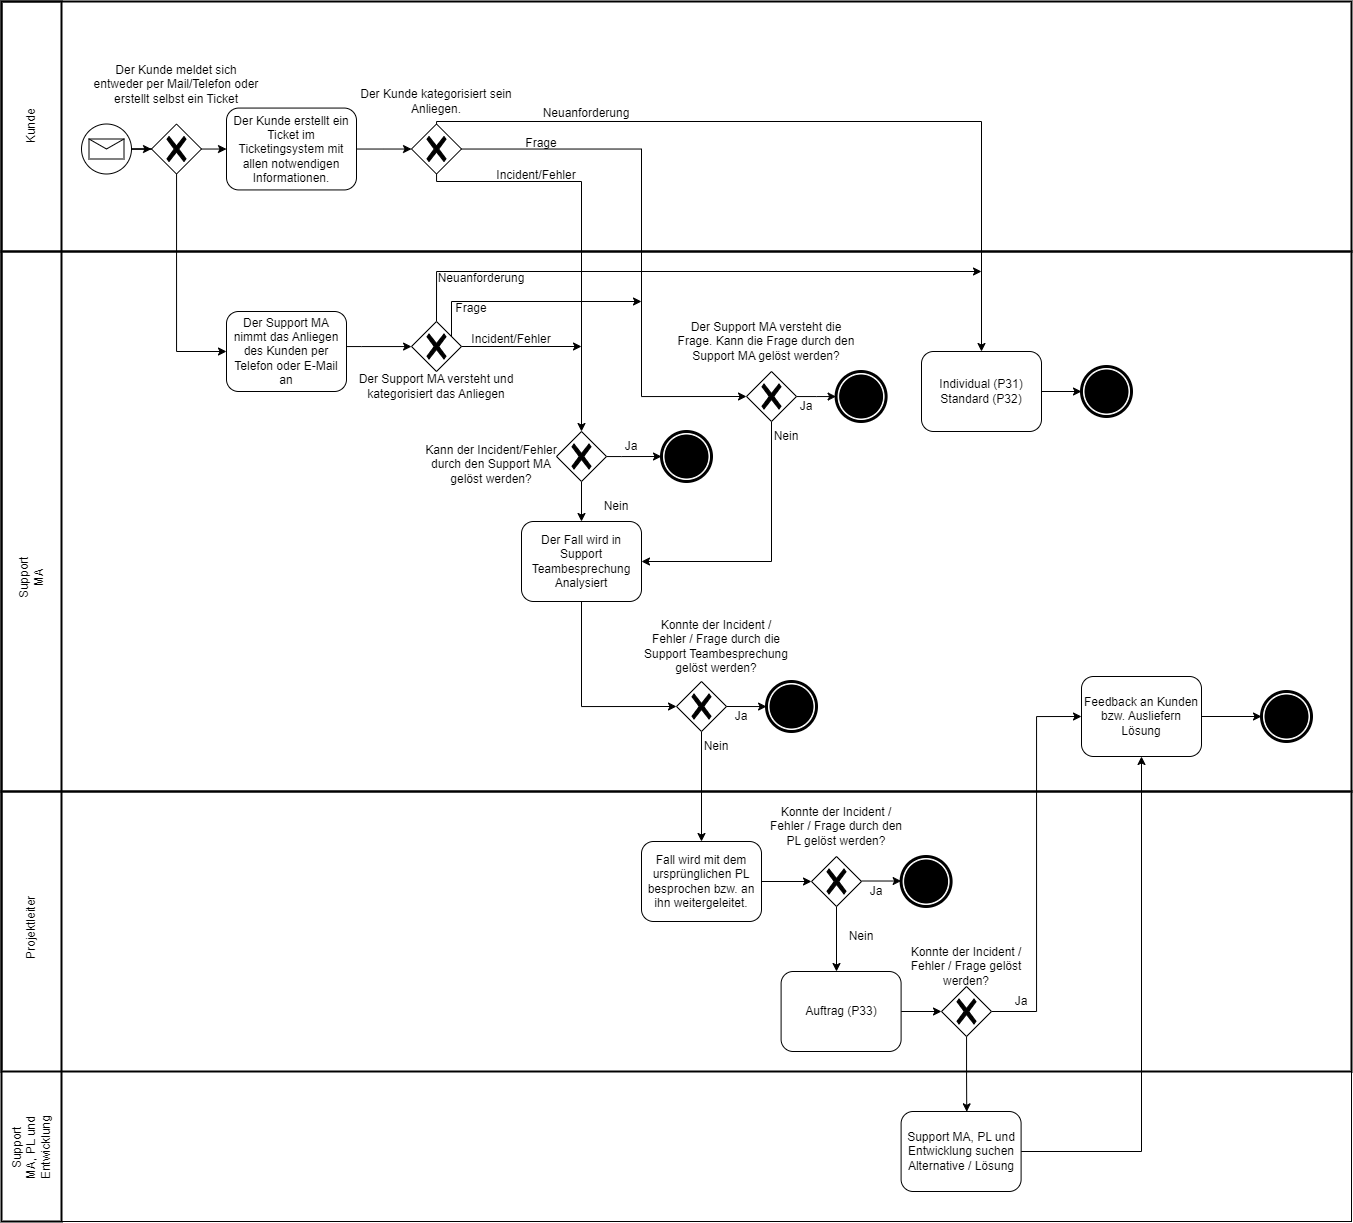 Kunde
Der Kunde meldet sich
entweder per Mail/Telefon oder
erstellt selbst ein Ticket
Der Kunde erstellt ein
Ticket im
Ticketingsystem mit
allen notwendigen
Informationen.
Der Kunde kategorisiert sein
Anliegen.
Neuanforderung
Frage
Incident/Fehler
Support
MA
Der Support MA
nimmt das Anliegen
des Kunden per
Telefon oder E-Mail
an
Neuanforderung
Frage
Incident/Fehler
Der Support MA versteht und
kategorisiert das Anliegen
Der Support MA versteht die
Frage. Kann die Frage durch den
Support MA gelöst werden?
Ja
Nein
Individual (P31)
Standard (P32)
Kann der Incident/Fehler
durch den Support MA
gelöst werden?
Ja
Nein
Der Fall wird in
Support
Teambesprechung
Analysiert
Konnte der Incident /
Fehler / Frage durch die
Support Teambesprechung
gelöst werden?
Ja
Nein
Feedback an Kunden
bzw. Ausliefern
Lösung
Projektleiter
Fall wird mit dem
ursprünglichen PL
besprochen bzw. an
ihn weitergeleitet.
Konnte der Incident /
Fehler / Frage durch den
PL gelöst werden?
Ja
Nein
Auftrag (P33)
Konnte der Incident /
Fehler / Frage gelöst
werden?
Ja
Support
MA, PL und
Entwicklung
Support MA, PL und
Entwicklung suchen
Alternative / Lösung